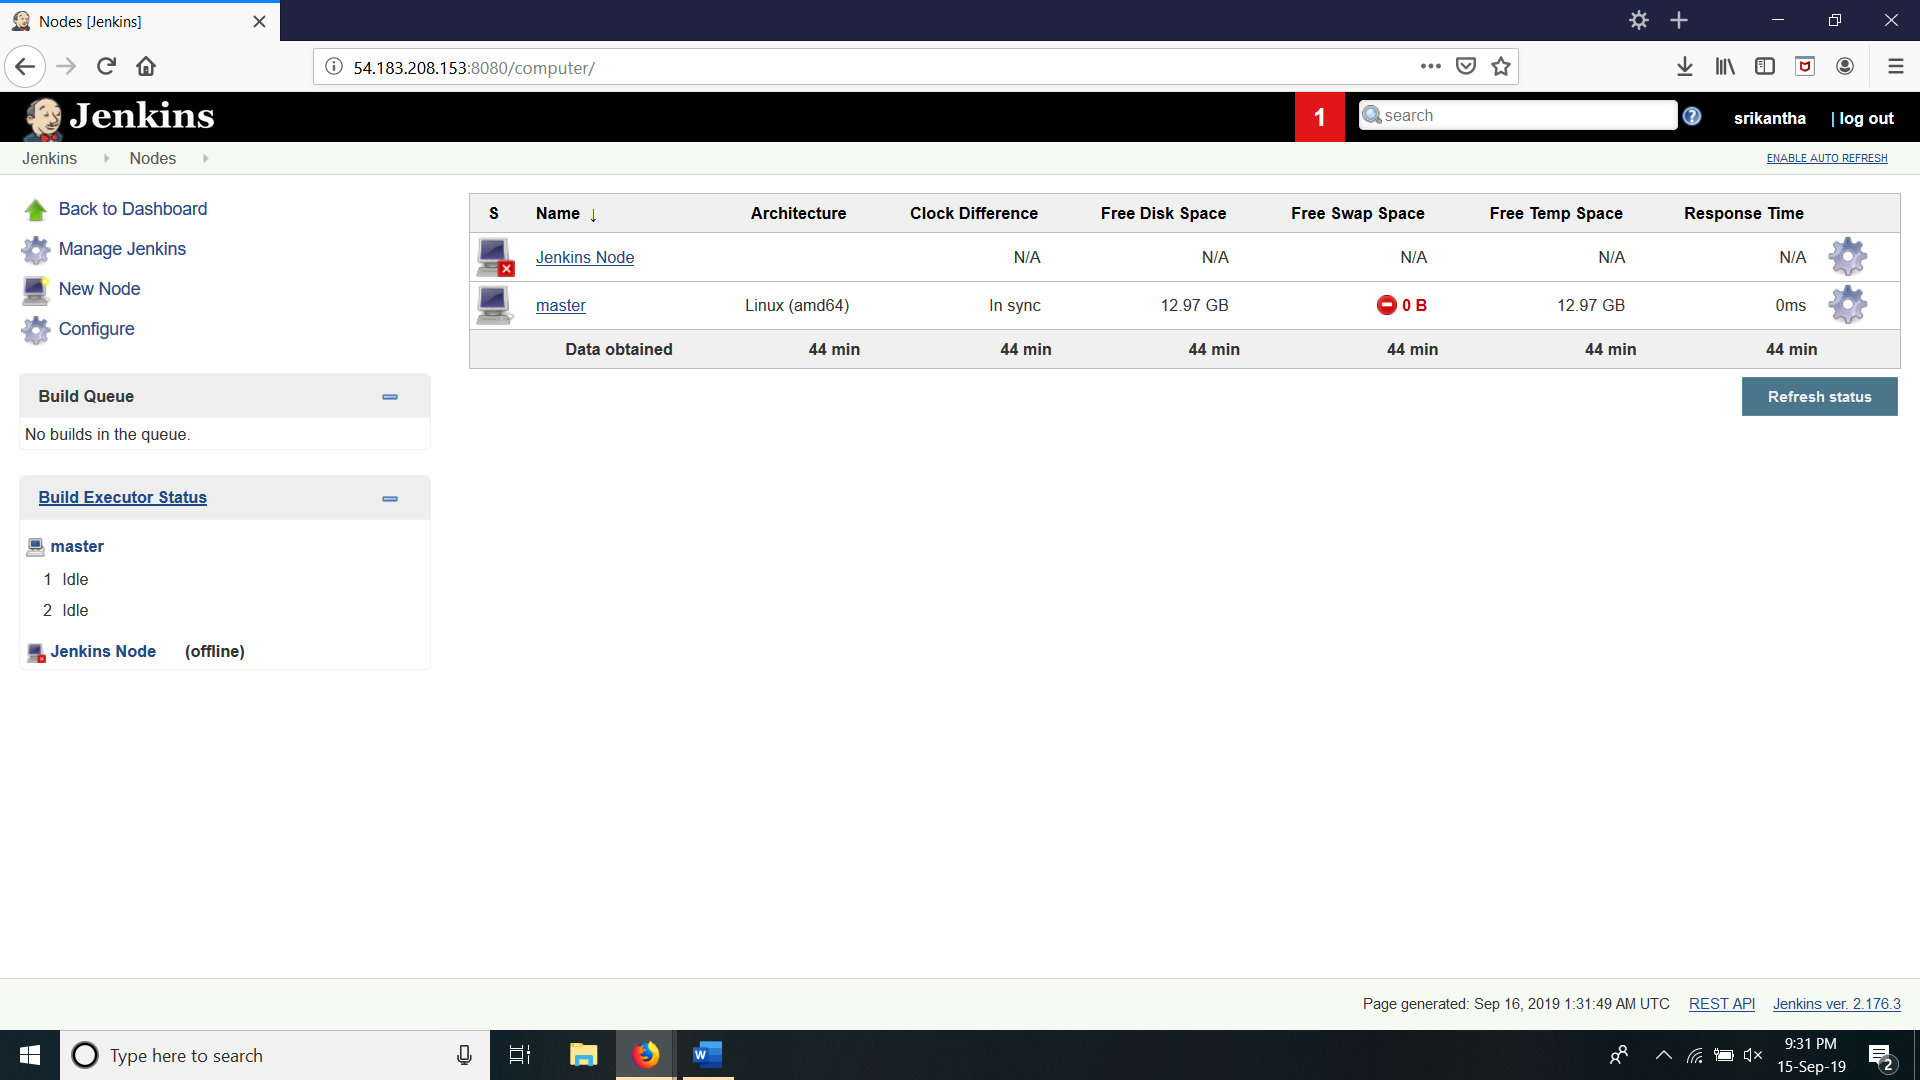 Nodes [Jenkins]
54.183.208.153:8080/computer/
Jenkins
1
search
srikantha
| log out
Jenkins
Nodes
ENABLE AUTO REFRESH
Back to Dashboard
Manage Jenkins
New Node
Configure
Build Queue
No builds in the queue.
Build Executor Status
master
1 Idle
2 Idle
Jenkins Node (offline)
S Name ↓ Architecture Clock Difference Free Disk Space Free Swap Space Free Temp Space Response Time
Jenkins Node N/A N/A N/A N/A N/A
master Linux (amd64) In sync 12.97 GB 0 B 12.97 GB 0ms
Data obtained 44 min 44 min 44 min 44 min 44 min 44 min
Refresh status
Page generated: Sep 16, 2019 1:31:49 AM UTC REST API Jenkins ver. 2.176.3
Type here to search
9:31 PM
15-Sep-19
2